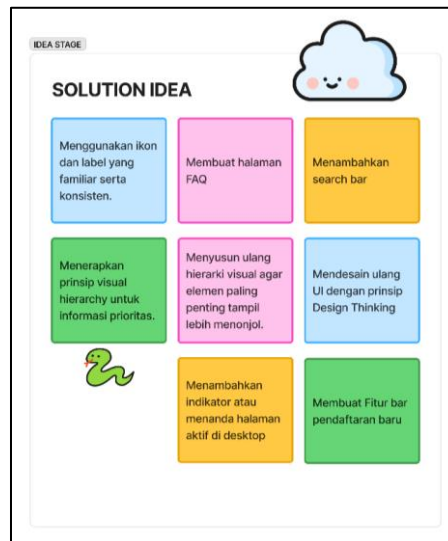 IDEA STAGE
SOLUTION IDEA
Menggunakan ikon
dan label yang
familiar serta
konsisten.
Membuat halaman
FAQ
Menambahkan
search bar
Menerapkan
prinsip visual
hierarchy untuk
informasi prioritas.
Menyusun ulang
hierarki visual agar
elemen paling
penting tampil
lebih menonjol.
Mendesain ulang
UI dengan prinsip
Design Thinking
Menambahkan
indikator atau
menanda halaman
aktif di desktop
Membuat Fitur bar
pendaftaran baru